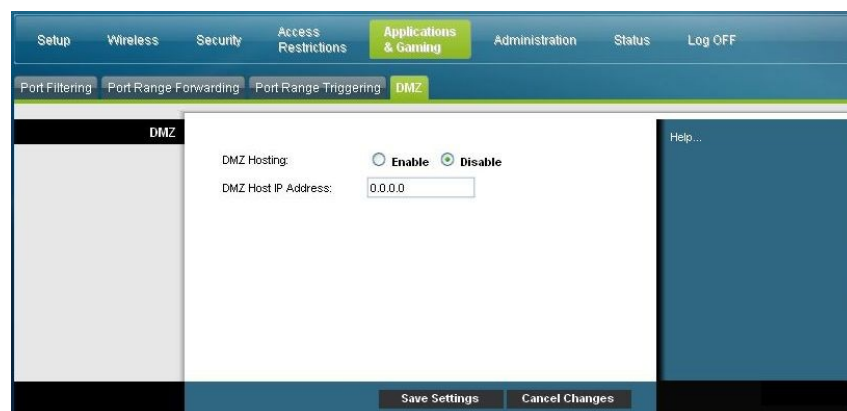 Setup Wireless Security Access Restrictions Applications & Gaming Administration Status Log OFF
Port Filtering Port Range Forwarding Port Range Triggering DMZ
DMZ
Help...
DMZ Hosting: Enable Disable
DMZ Host IP Address: 0.0.0.0
Save Settings Cancel Changes